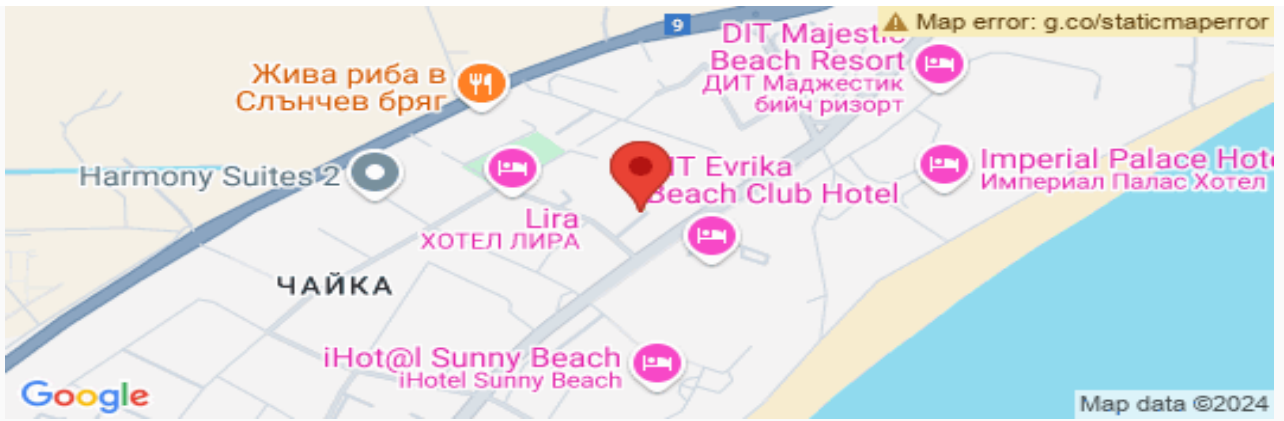 9
DIT Majestic
Beach Resort
ДИТ Маджестик
бийч ризорт
Map error: g.co/staticmaperror
Жива риба в
Слънчев бряг
Harmony Suites 2
Lira
ХОТЕЛ ЛИРА
IT Evrika
Beach Club Hotel
Imperial Palace Hote
Империал Палас Хотел
ЧАЙКА
iHot@l Sunny Beach
iHotel Sunny Beach
Google
Map data ©2024